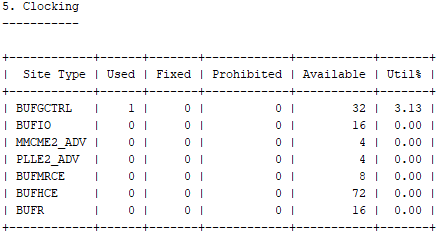 5. Clocking
-----------

+------------+------+-------+------------+-----------+-------+
|  Site Type | Used | Fixed | Prohibited | Available | Util% |
+------------+------+-------+------------+-----------+-------+
| BUFGCTRL   |    1 |     0 |          0 |        32 |  3.13 |
| BUFIO      |    0 |     0 |          0 |        16 |  0.00 |
| MMCME2_ADV |    0 |     0 |          0 |         4 |  0.00 |
| PLLE2_ADV  |    0 |     0 |          0 |         4 |  0.00 |
| BUFMRCE    |    0 |     0 |          0 |         8 |  0.00 |
| BUFHCE     |    0 |     0 |          0 |        72 |  0.00 |
| BUFR       |    0 |     0 |          0 |        16 |  0.00 |
+------------+------+-------+------------+-----------+-------+